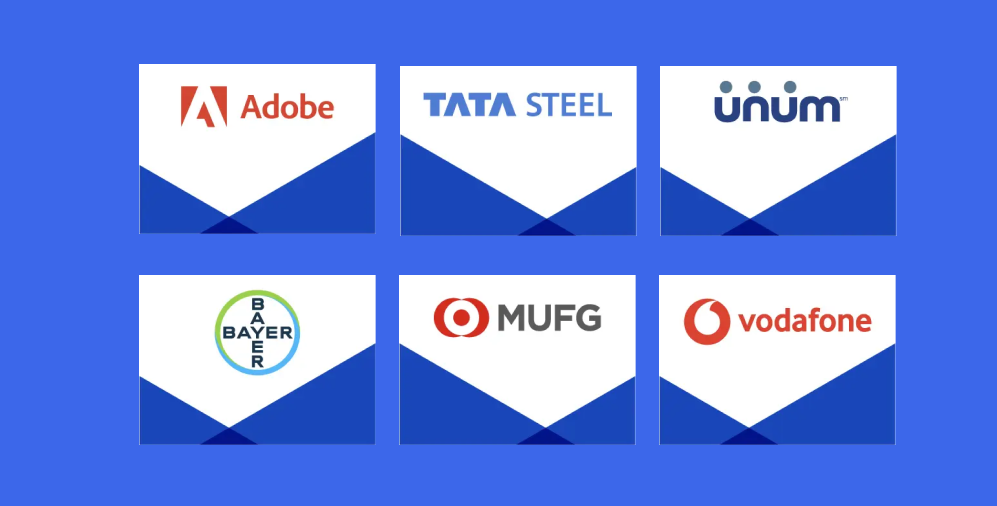 Adobe
TATA STEEL
unum
BAYER
BAYER
MUFG
vodafone